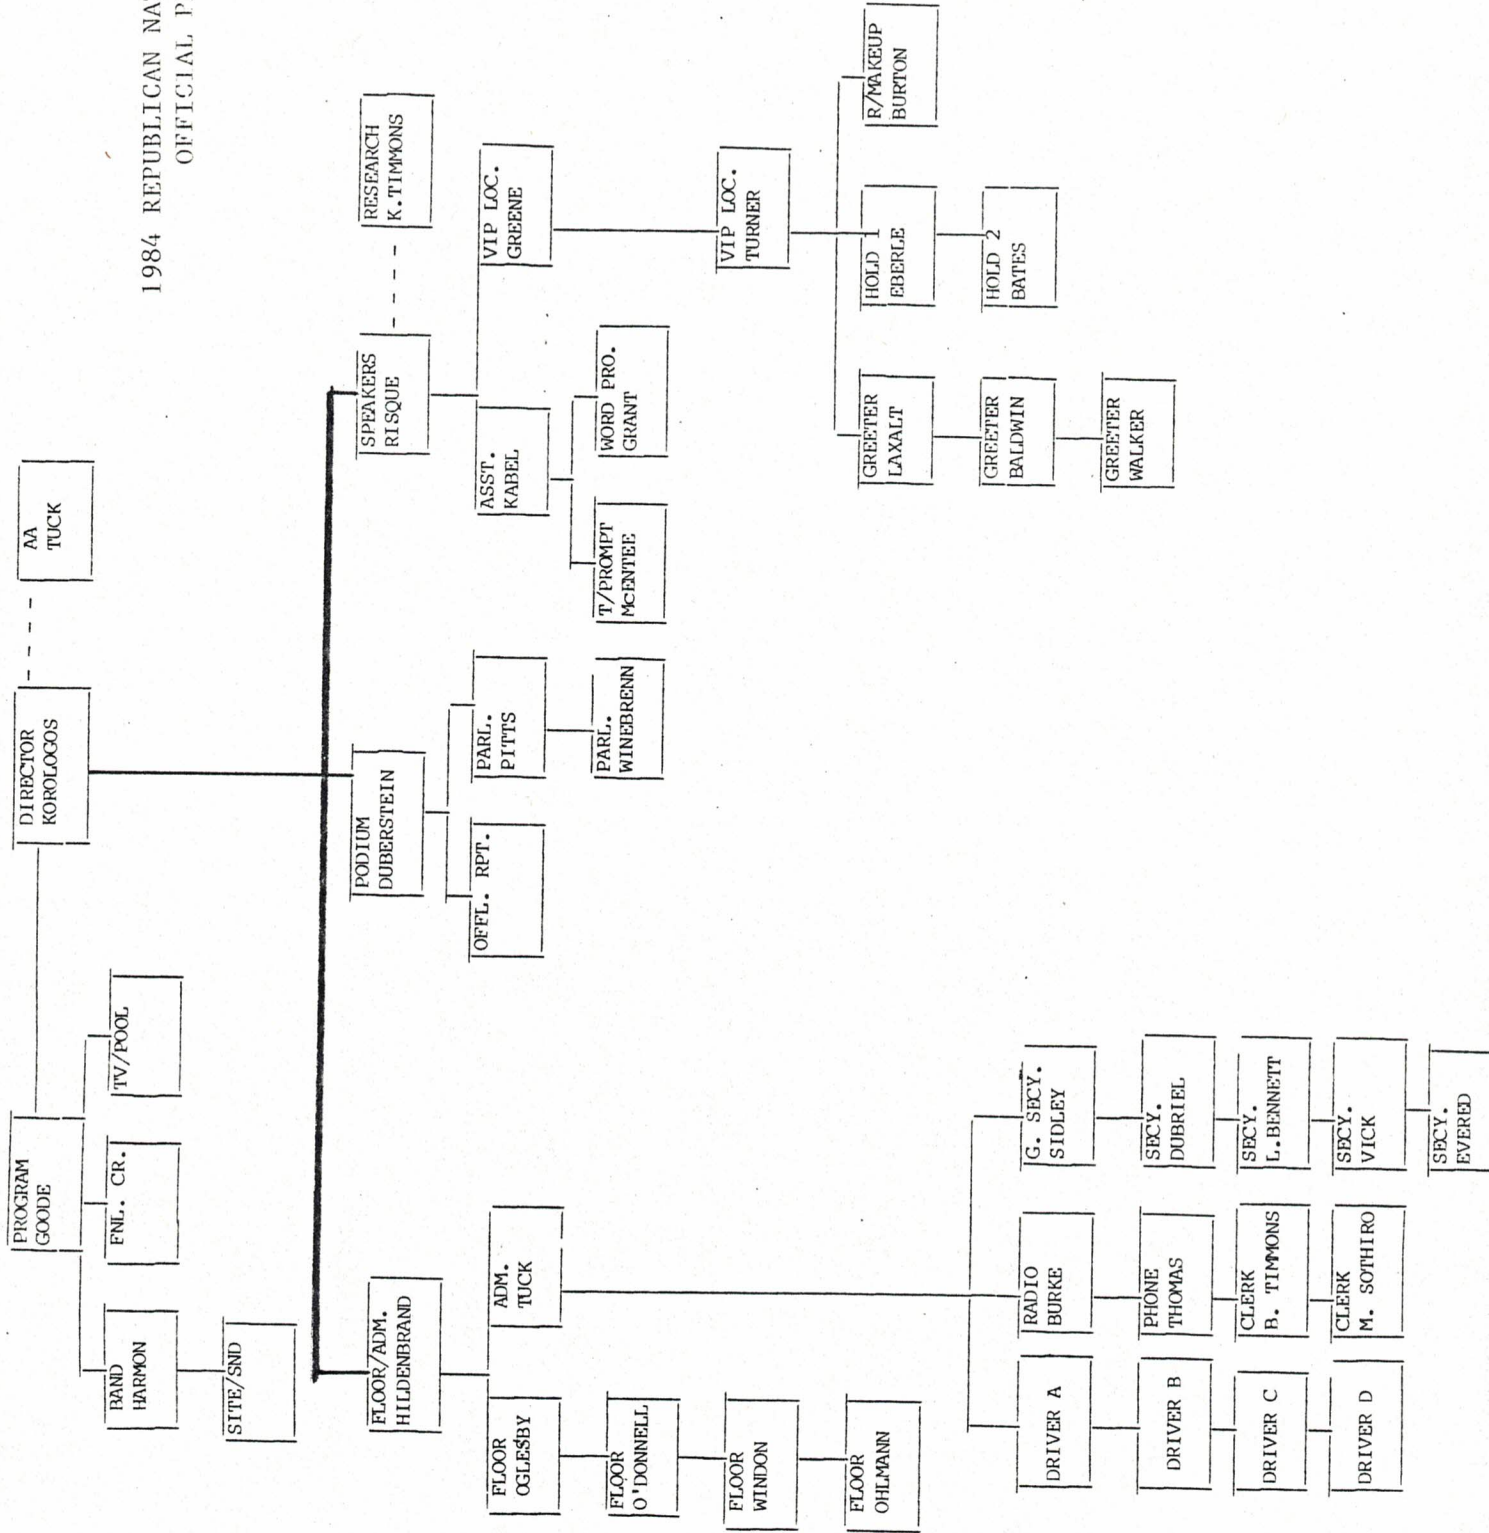 1984 REPUBLICAN
OFFICIAL
DIRECTOR
KOROLOGOS
AA
TUCK
PROGRAM
GOODE
BAND
HARMON
FNL. CR.
TV/POOL
SITE/SND
FLOOR/ADM.
HILDENBRAND
PODIUM
DUBERSTEIN
SPEAKERS
RISQUE
RESEARCH
K.TIMMONS
FLOOR
OGLESBY
ADM.
TUCK
OFFL. RPT.
PARL.
PITTS
ASST.
KABEL
VIP LOC.
GREENE
FLOOR
O'DONNELL
PARL.
WINEBRENN
T/PROMPT
McENTEE
WORD PRO.
GRANT
FLOOR
WINDON
VIP LOC.
TURNER
FLOOR
OHLMANN
GREETER
LAXALT
HOLD 1
EBERLE
R/MAKEUP
BURTON
GREETER
BALDWIN
HOLD 2
BATES
GREETER
WALKER
DRIVER A
RADIO
BURKE
G. SECY.
SIDLEY
DRIVER B
PHONE
THOMAS
SECY.
DUBRIEL
DRIVER C
CLERK
B. TIMMONS
SECY.
L.BENNETT
DRIVER D
CLERK
M. SOTHIRO
SECY.
VICK
SECY.
EVERED